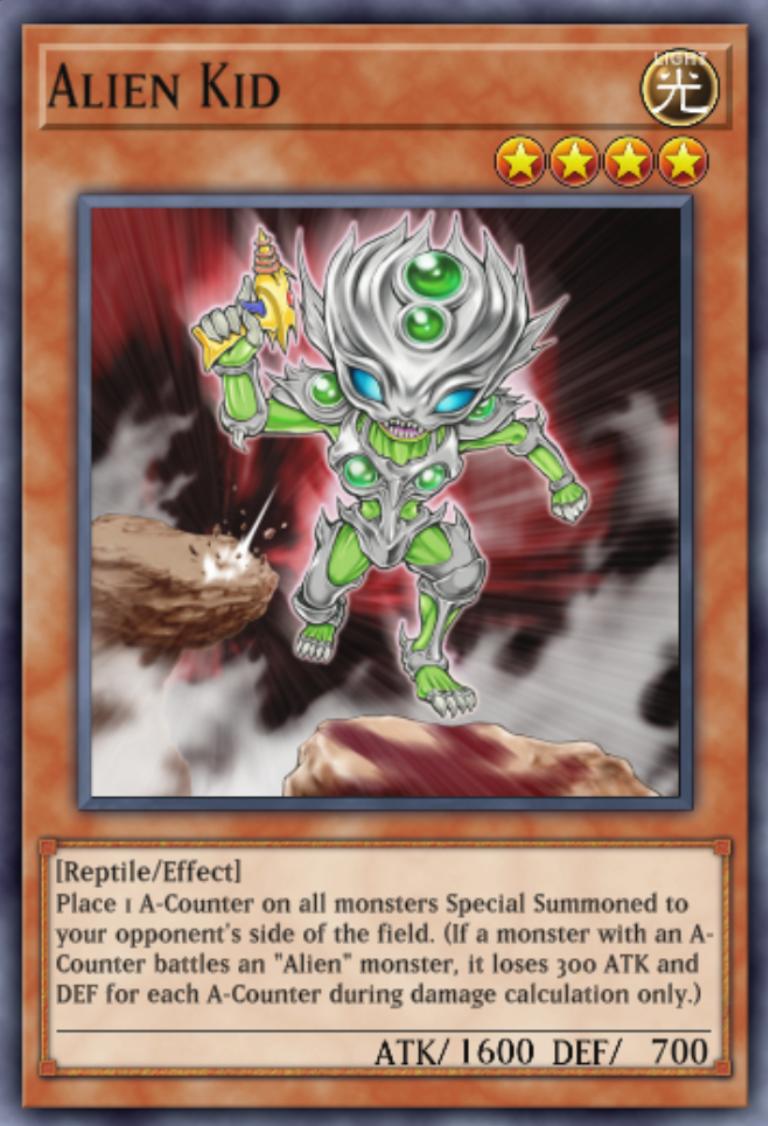 Alien Kid
LIGHT
光
[Reptile/Effect]
Place 1 A-Counter on all monsters Special Summoned to
your opponent's side of the field. (If a monster with an A-
Counter battles an "Alien" monster, it loses 300 ATK and
DEF for each A-Counter during damage calculation only.)
ATK/ 1600 DEF/ 700